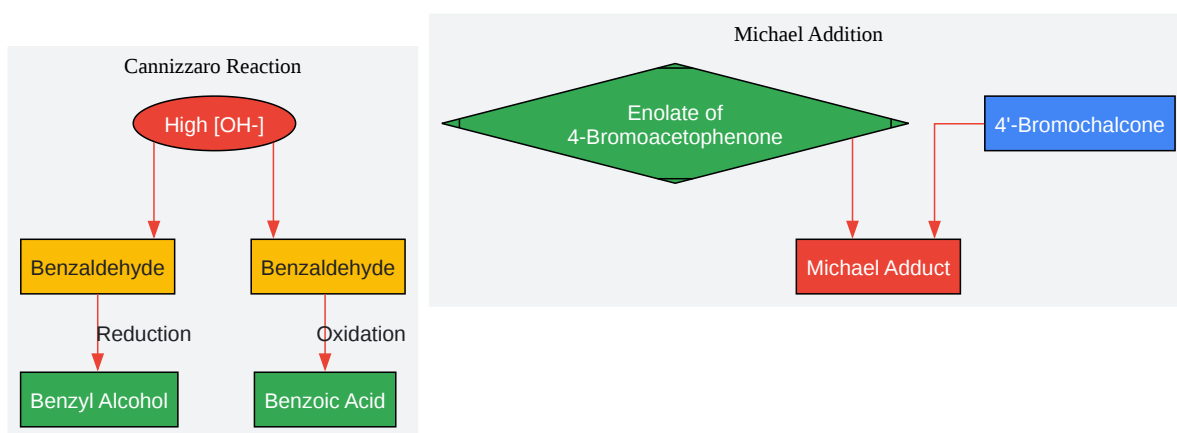 Cannizzaro Reaction
High [OH-]
Benzaldehyde
Benzaldehyde
Reduction
Oxidation
Benzyl Alcohol
Benzoic Acid
Michael Addition
Enolate of
4-Bromoacetophenone
4'-Bromochalcone
Michael Adduct